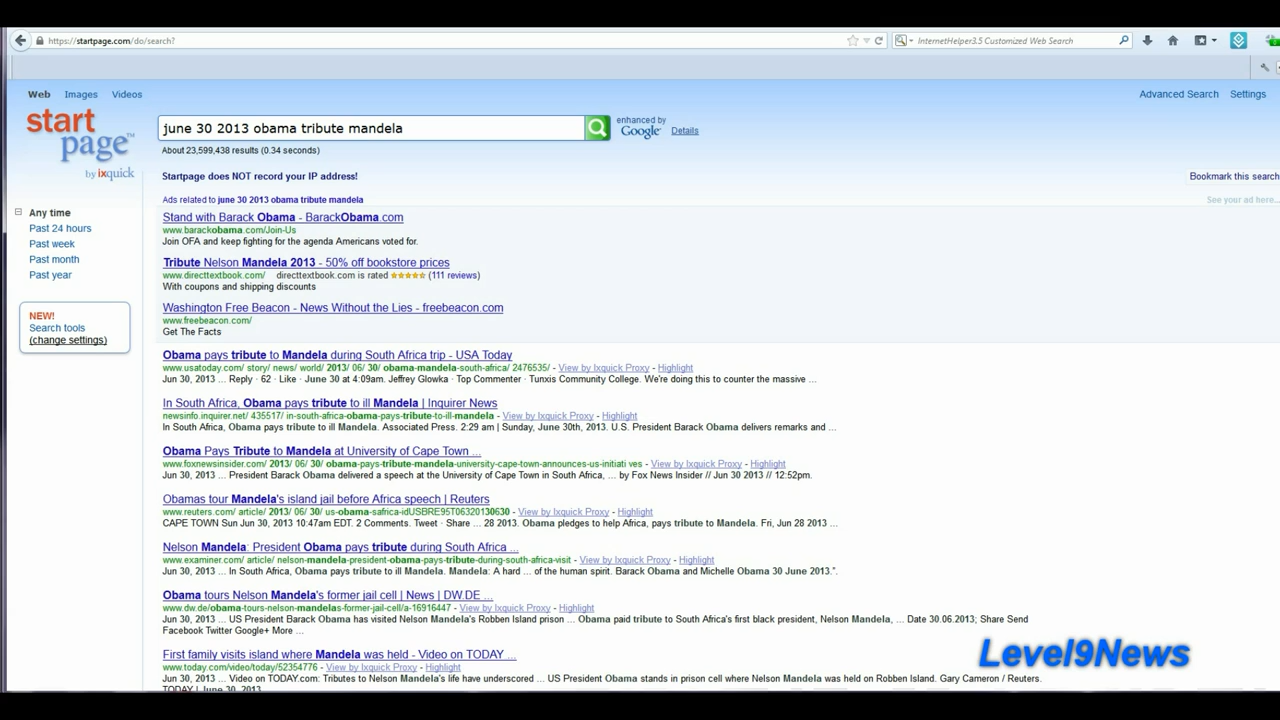 https://startpage.com/do/search?
InternetHelper3.5 Customized Web Search
Web Images Videos
Advanced Search Settings
start page™
by ixquick
june 30 2013 obama tribute mandela
enhanced by Google Details
About 23,599,438 results (0.34 seconds)
Startpage does NOT record your IP address!
Bookmark this search
Ads related to june 30 2013 obama tribute mandela
See your ad here...
Any time
Past 24 hours
Past week
Past month
Past year
NEW!
Search tools
(change settings)
Stand with Barack Obama - BarackObama.com
www.barackobama.com/Join-Us
Join OFA and keep fighting for the agenda Americans voted for.
Tribute Nelson Mandela 2013 - 50% off bookstore prices
www.directtextbook.com/ directtextbook.com is rated (111 reviews)
With coupons and shipping discounts
Washington Free Beacon - News Without the Lies - freebeacon.com
www.freebeacon.com/
Get The Facts
Obama pays tribute to Mandela during South Africa trip - USA Today
www.usatoday.com/ story/ news/ world/ 2013/ 06/ 30/ obama-mandela-south-africa/ 2476535/ - View by Ixquick Proxy - Highlight
Jun 30, 2013 ... Reply · 62 · Like · June 30 at 4:09am. Jeffrey Glowka · Top Commenter · Tunxis Community College. We're doing this to counter the massive ...
In South Africa, Obama pays tribute to ill Mandela | Inquirer News
newsinfo.inquirer.net/ 435517/ in-south-africa-obama-pays-tribute-to-ill-mandela - View by Ixquick Proxy - Highlight
In South Africa, Obama pays tribute to ill Mandela. Associated Press. 2:29 am | Sunday, June 30th, 2013. U.S. President Barack Obama delivers remarks and ...
Obama Pays Tribute to Mandela at University of Cape Town ...
www.foxnewsinsider.com/ 2013/ 06/ 30/ obama-pays-tribute-mandela-university-cape-town-announces-us-initiati ves - View by Ixquick Proxy - Highlight
Jun 30, 2013 ... President Barack Obama delivered a speech at the University of Cape Town in South Africa, ... by Fox News Insider // Jun 30 2013 // 12:52pm.
Obamas tour Mandela's island jail before Africa speech | Reuters
www.reuters.com/ article/ 2013/ 06/ 30/ us-obama-safrica-idUSBRE95T06320130630 - View by Ixquick Proxy - Highlight
CAPE TOWN Sun Jun 30, 2013 10:47am EDT. 2 Comments. Tweet · Share ... 28 2013. Obama pledges to help Africa, pays tribute to Mandela. Fri, Jun 28 2013 ...
Nelson Mandela: President Obama pays tribute during South Africa ...
www.examiner.com/ article/ nelson-mandela-president-obama-pays-tribute-during-south-africa-visit - View by Ixquick Proxy - Highlight
Jun 30, 2013 ... In South Africa, Obama pays tribute to ill Mandela. Mandela: A hard ... of the human spirit. Barack Obama and Michelle Obama 30 June 2013.".
Obama tours Nelson Mandela's former jail cell | News | DW.DE ...
www.dw.de/obama-tours-nelson-mandelas-former-jail-cell/a-16916447 - View by Ixquick Proxy - Highlight
Jun 30, 2013 ... US President Barack Obama has visited Nelson Mandela's Robben Island prison ... Obama paid tribute to South Africa's first black president, Nelson Mandela, ... Date 30.06.2013; Share Send
Facebook Twitter Google+ More ...
First family visits island where Mandela was held - Video on TODAY ...
www.today.com/video/today/52354776 - View by Ixquick Proxy - Highlight
Jun 30, 2013 ... Video on TODAY.com: Tributes to Nelson Mandela's life have underscored ... US President Obama stands in prison cell where Nelson Mandela was held on Robben Island. Gary Cameron / Reuters.
TODAY | June 30, 2013
Level9News